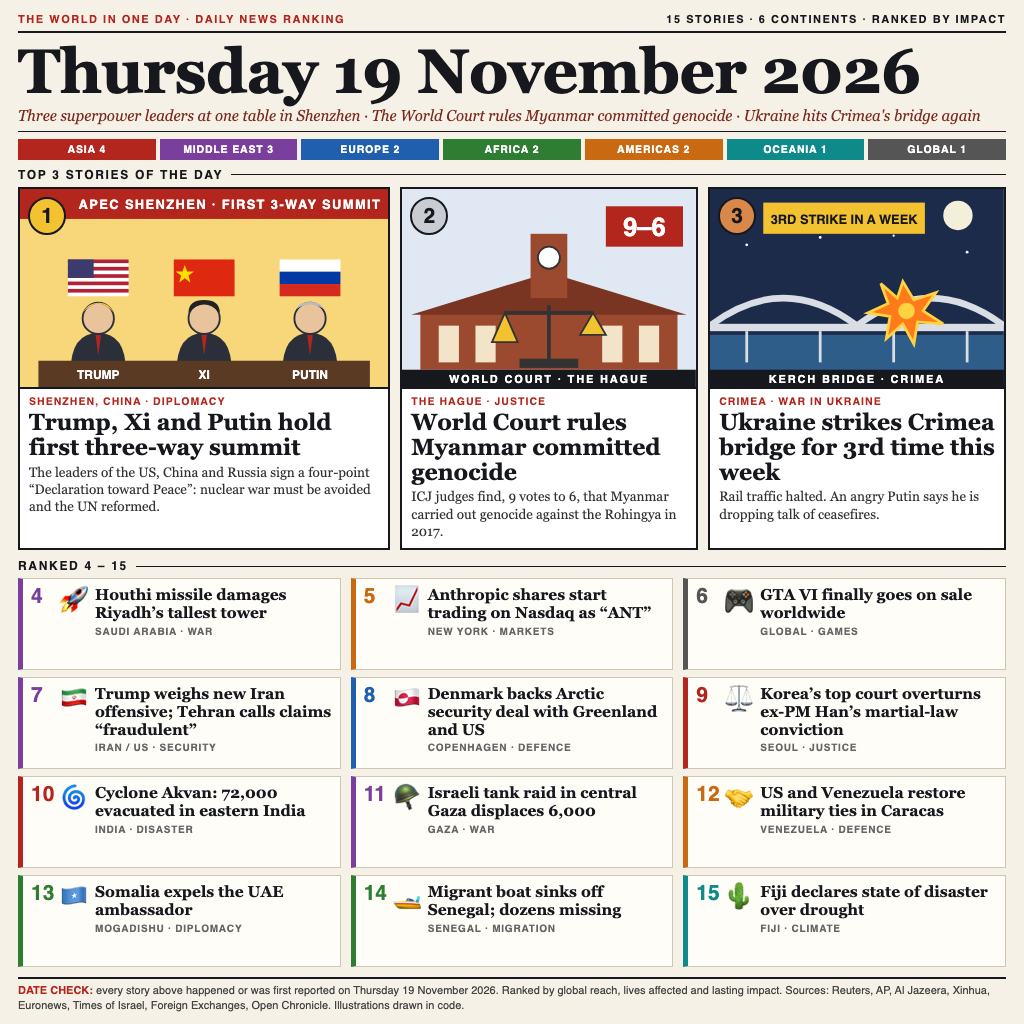 THE WORLD IN ONE DAY · DAILY NEWS RANKING
15 STORIES · 6 CONTINENTS · RANKED BY IMPACT
Thursday 19 November 2026
Three superpower leaders at one table in Shenzhen · The World Court rules Myanmar committed genocide · Ukraine hits Crimea's bridge again
ASIA 4
MIDDLE EAST 3
EUROPE 2
AFRICA 2
AMERICAS 2
OCEANIA 1
GLOBAL 1
TOP 3 STORIES OF THE DAY
1
APEC SHENZHEN · FIRST 3-WAY SUMMIT
TRUMP
XI
PUTIN
SHENZHEN, CHINA · DIPLOMACY
Trump, Xi and Putin hold
first three-way summit
The leaders of the US, China and Russia sign a four-point
“Declaration toward Peace”: nuclear war must be avoided
and the UN reformed.
2
9–6
WORLD COURT · THE HAGUE
THE HAGUE · JUSTICE
World Court rules
Myanmar committed
genocide
ICJ judges find, 9 votes to 6, that Myanmar
carried out genocide against the Rohingya in
2017.
3
3RD STRIKE IN A WEEK
KERCH BRIDGE · CRIMEA
CRIMEA · WAR IN UKRAINE
Ukraine strikes Crimea
bridge for 3rd time this
week
Rail traffic halted. An angry Putin says he is
dropping talk of ceasefires.
RANKED 4 – 15
4
Houthi missile damages
Riyadh’s tallest tower
SAUDI ARABIA · WAR
5
Anthropic shares start
trading on Nasdaq as “ANT”
NEW YORK · MARKETS
6
GTA VI finally goes on sale
worldwide
GLOBAL · GAMES
7
Trump weighs new Iran
offensive; Tehran calls claims
“fraudulent”
IRAN / US · SECURITY
8
Denmark backs Arctic
security deal with Greenland
and US
COPENHAGEN · DEFENCE
9
Korea’s top court overturns
ex-PM Han’s martial-law
conviction
SEOUL · JUSTICE
10
Cyclone Akvan: 72,000
evacuated in eastern India
INDIA · DISASTER
11
Israeli tank raid in central
Gaza displaces 6,000
GAZA · WAR
12
US and Venezuela restore
military ties in Caracas
VENEZUELA · DEFENCE
13
Somalia expels the UAE
ambassador
MOGADISHU · DIPLOMACY
14
Migrant boat sinks off
Senegal; dozens missing
SENEGAL · MIGRATION
15
Fiji declares state of disaster
over drought
FIJI · CLIMATE
DATE CHECK: every story above happened or was first reported on Thursday 19 November 2026. Ranked by global reach, lives affected and lasting impact. Sources: Reuters, AP, Al Jazeera, Xinhua,
Euronews, Times of Israel, Foreign Exchanges, Open Chronicle. Illustrations drawn in code.